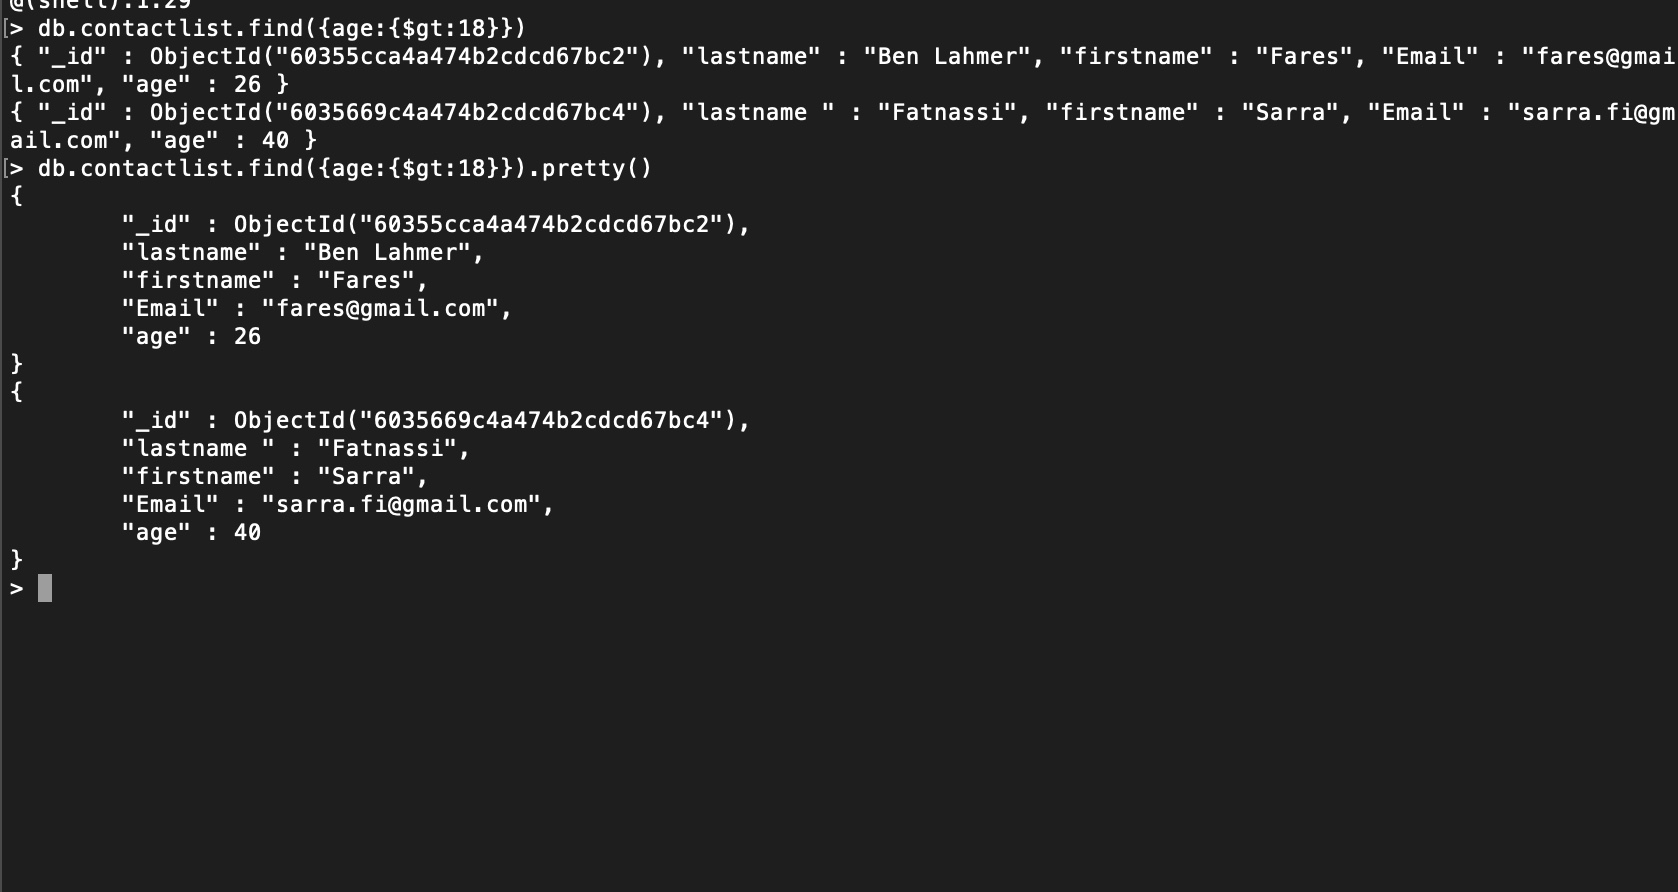 @(shell):1:29
> db.contactlist.find({age:{$gt:18}})
{ "_id" : ObjectId("60355cca4a474b2cdcd67bc2"), "lastname" : "Ben Lahmer", "firstname" : "Fares", "Email" : "fares@gmai
l.com", "age" : 26 }
{ "_id" : ObjectId("6035669c4a474b2cdcd67bc4"), "lastname " : "Fatnassi", "firstname" : "Sarra", "Email" : "sarra.fi@gm
ail.com", "age" : 40 }
> db.contactlist.find({age:{$gt:18}}).pretty()
{
"_id" : ObjectId("60355cca4a474b2cdcd67bc2"),
"lastname" : "Ben Lahmer",
"firstname" : "Fares",
"Email" : "fares@gmail.com",
"age" : 26
}
{
"_id" : ObjectId("6035669c4a474b2cdcd67bc4"),
"lastname " : "Fatnassi",
"firstname" : "Sarra",
"Email" : "sarra.fi@gmail.com",
"age" : 40
}
>